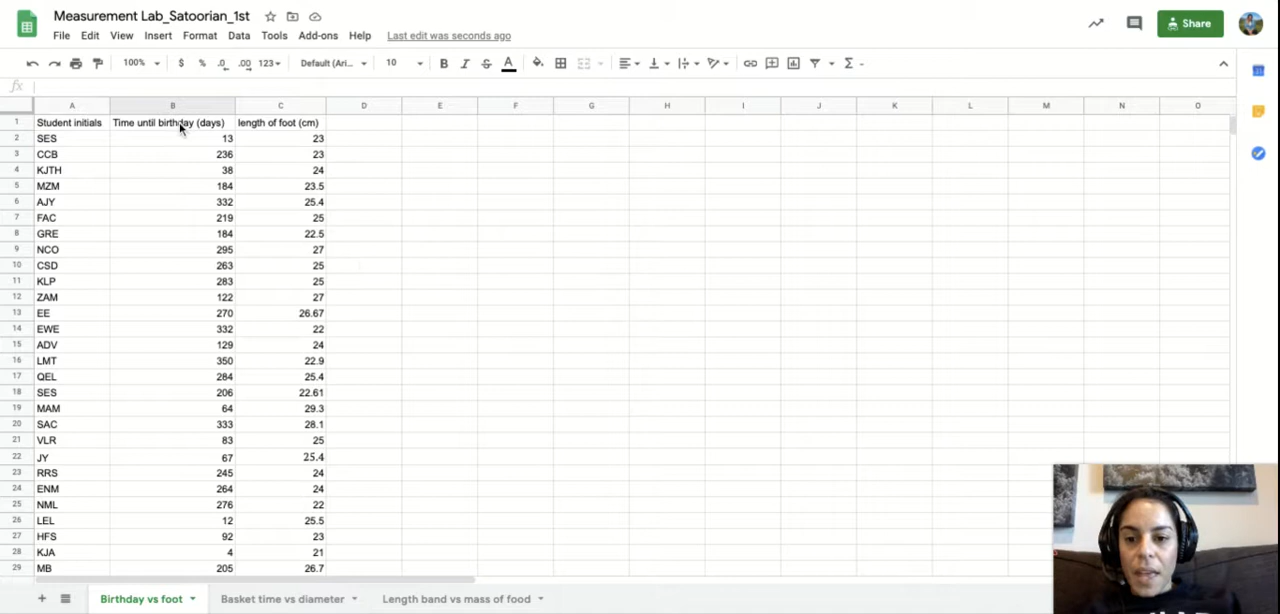 Measurement Lab_Satoorian_1st
Share
File Edit View Insert Format Data Tools Add-ons Help Last edit was seconds ago
100% $ % .0 .00 123 Default (Ari... 10 B I S A Σ
fx
A B C D E F G H I J K L M N O
1 Student initials Time until birthday (days) length of foot (cm)
2 SES 13 23
3 CCB 236 23
4 KJTH 38 24
5 MZM 184 23.5
6 AJY 332 25.4
7 FAC 219 25
8 GRE 184 22.5
9 NCO 295 27
10 CSD 263 25
11 KLP 283 25
12 ZAM 122 27
13 EE 270 26.67
14 EWE 332 22
15 ADV 129 24
16 LMT 350 22.9
17 QEL 284 25.4
18 SES 206 22.61
19 MAM 64 29.3
20 SAC 333 28.1
21 VLR 83 25
22 JY 67 25.4
23 RRS 245 24
24 ENM 264 24
25 NML 276 22
26 LEL 12 25.5
27 HFS 92 23
28 KJA 4 21
29 MB 205 26.7
+ Birthday vs foot Basket time vs diameter Length band vs mass of food